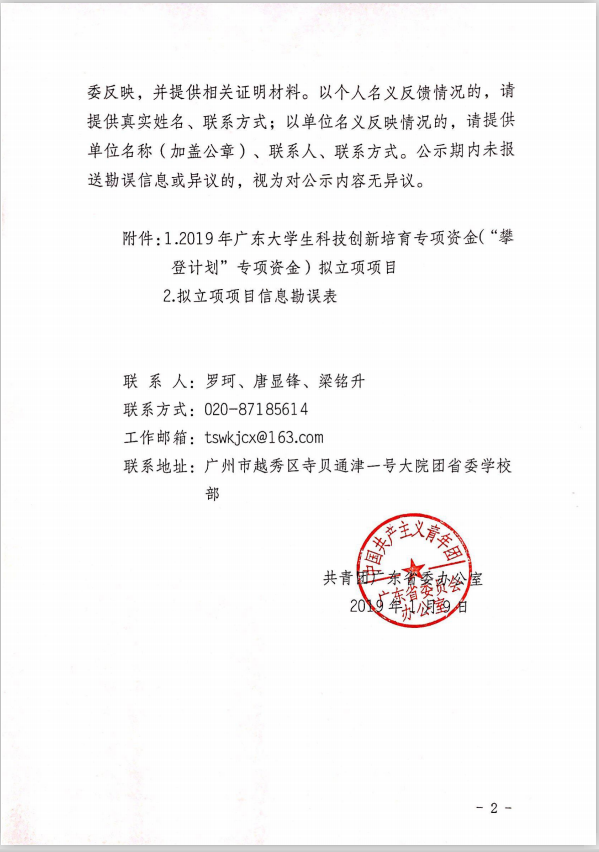 委反映，并提供相关证明材料。以个人名义反馈情况的，请
提供真实姓名、联系方式；以单位名义反映情况的，请提供
单位名称（加盖公章）、联系人、联系方式。公示期内未报
送勘误信息或异议的，视为对公示内容无异议。
附件：1.2019 年广东大学生科技创新培育专项资金(“攀
登计划”专项资金）拟立项项目
2.拟立项项目信息勘误表
联 系 人：罗珂、唐显锋、梁铭升
联系方式：020-87185614
工作邮箱：tswkjcx@163.com
联系地址：广州市越秀区寺贝通津一号大院团省委学校
部
中国共产主义青年团
共青团广东省委办公室
广东省委员会
2019 年 1 月 9 日
办公室
- 2 -